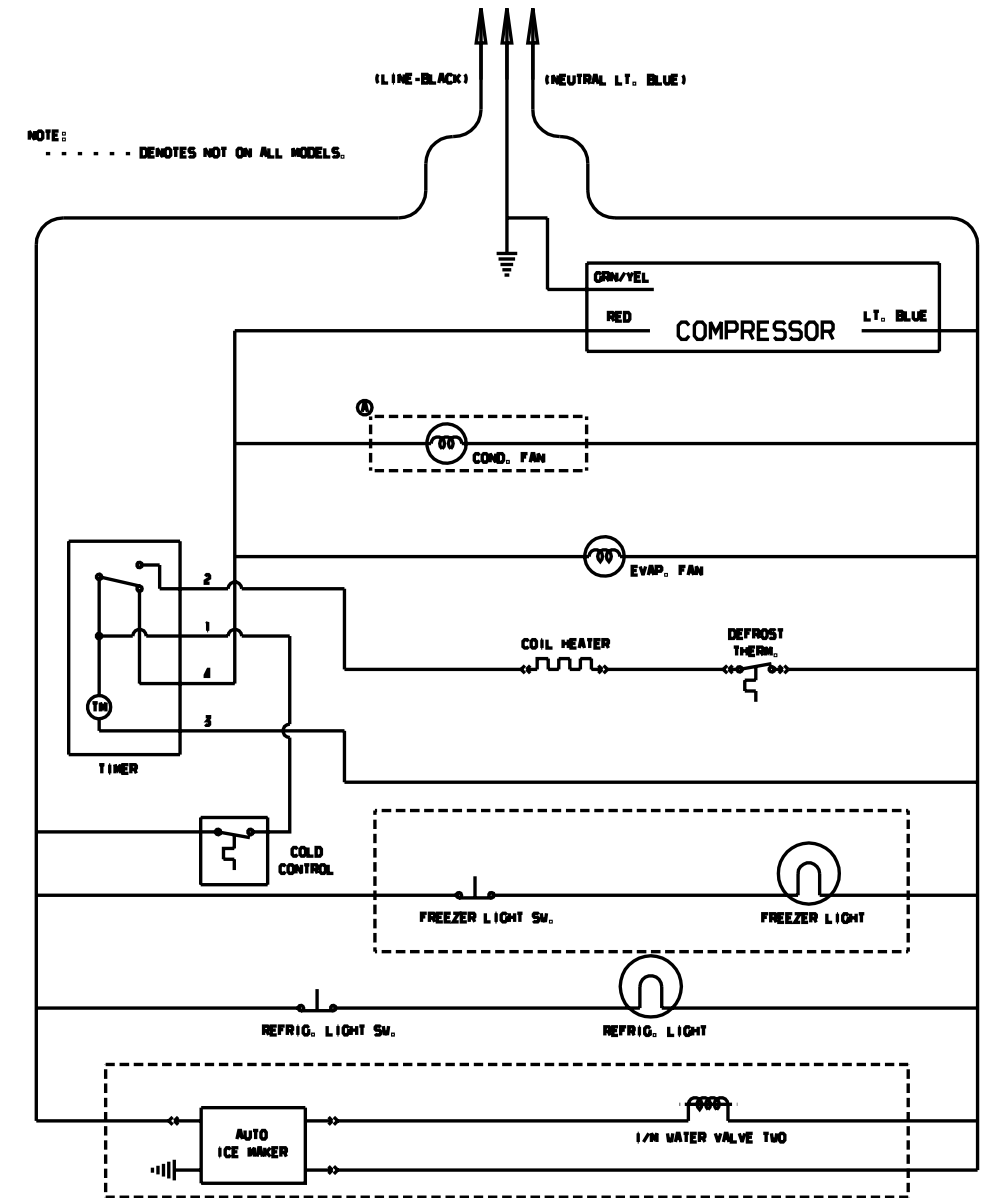 (LINE-BLACK) (NEUTRAL LT. BLUE)
NOTE:
- - - - - - DENOTES NOT ON ALL MODELS.
GRN/YEL
RED COMPRESSOR LT. BLUE
A
COND. FAN
EVAP. FAN
2
1
4
3
TM
TIMER
COIL HEATER
DEFROST
THERM.
COLD
CONTROL
FREEZER LIGHT SW. FREEZER LIGHT
REFRIG. LIGHT SW. REFRIG. LIGHT
AUTO
ICE MAKER
I/M WATER VALVE TWO